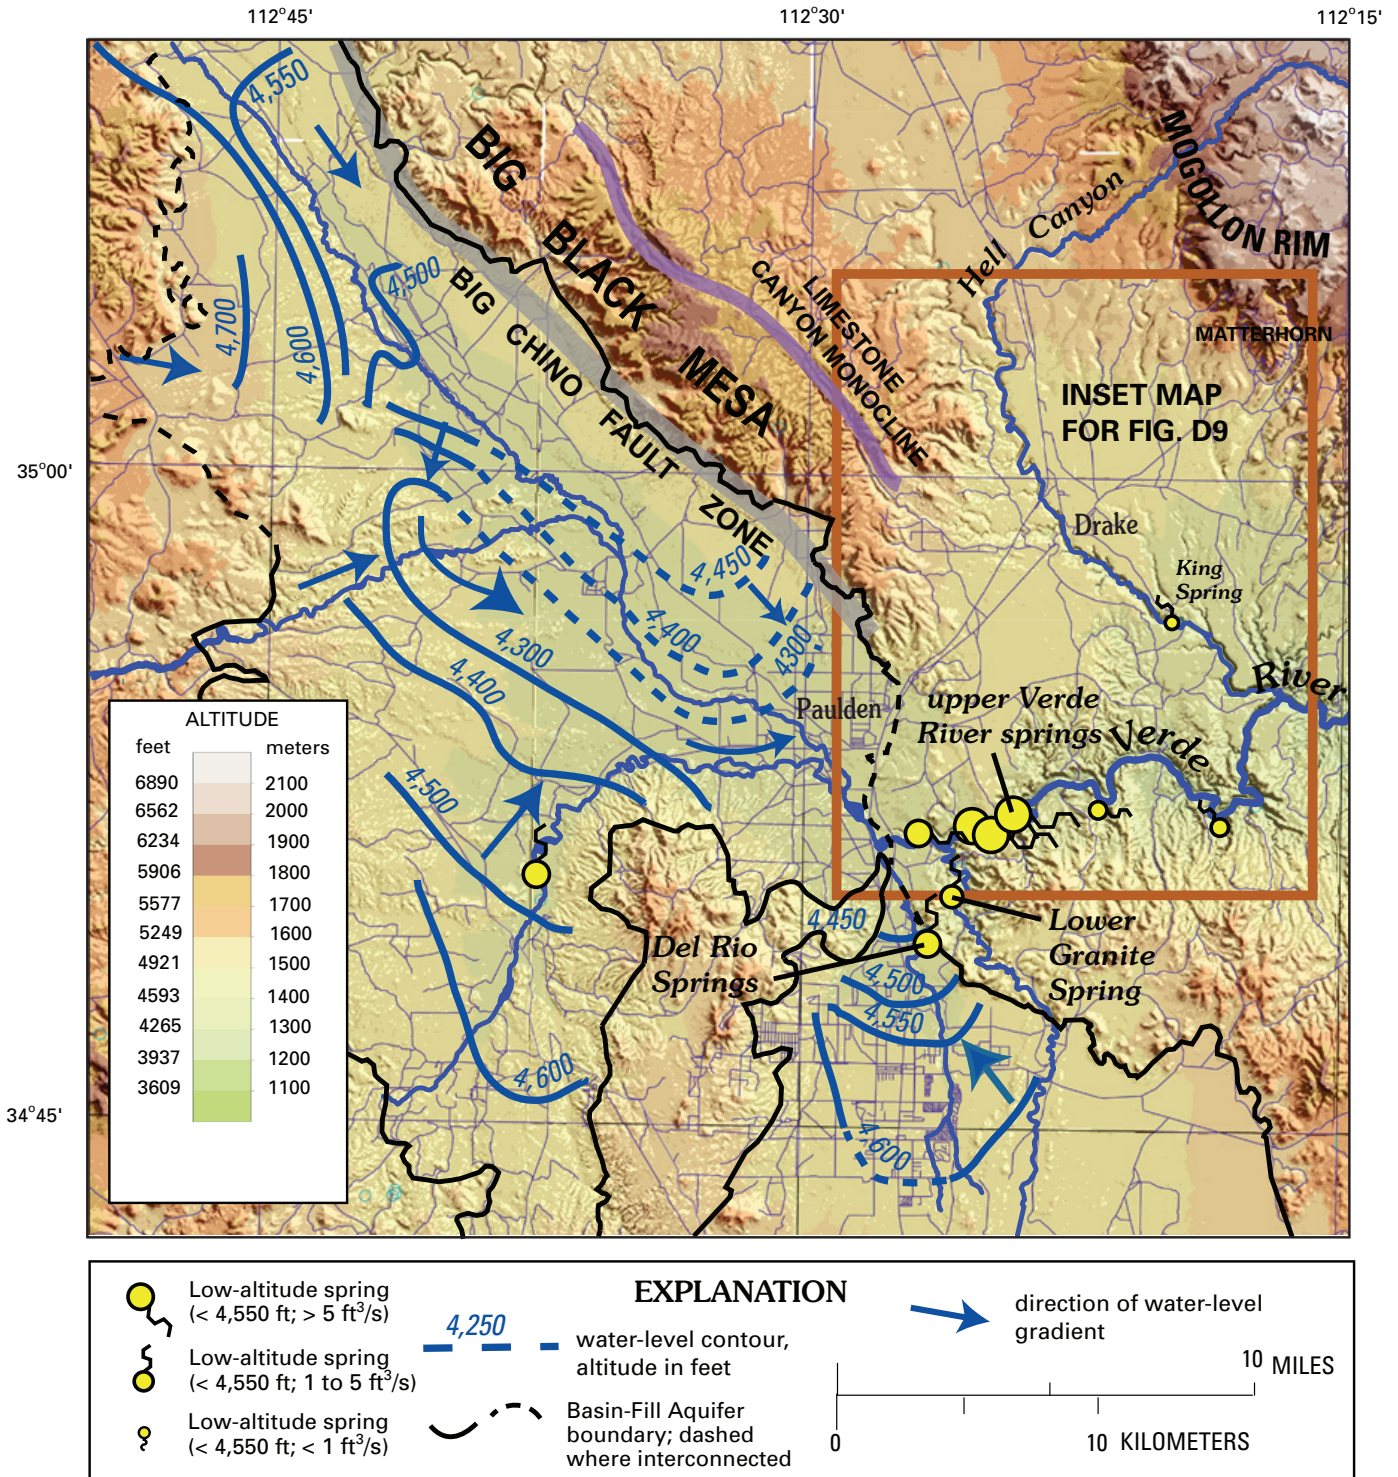 112°45'
112°30'
112°15'
4,550
BIG
BLACK
MESA
MOGOLLON RIM
Hell Canyon
4,500
BIG CHINO FAULT ZONE
LIMESTONE
CANYON MONOCLINE
MATTERHORN
4,700
4,600
INSET MAP
FOR FIG. D9
35°00'
Drake
King
Spring
4,450
4,400
4300
4,300
4,400
Paulden
upper Verde
River springs
Verde River
4,500
4,450
Del Rio
Springs
Lower
Granite
Spring
4,500
4,550
4,600
4,600
34°45'
ALTITUDE
feet meters
6890 2100
6562 2000
6234 1900
5906 1800
5577 1700
5249 1600
4921 1500
4593 1400
4265 1300
3937 1200
3609 1100
EXPLANATION
Low-altitude spring
(< 4,550 ft; > 5 ft³/s)
Low-altitude spring
(< 4,550 ft; 1 to 5 ft³/s)
Low-altitude spring
(< 4,550 ft; < 1 ft³/s)
4,250
water-level contour,
altitude in feet
Basin-Fill Aquifer
boundary; dashed
where interconnected
direction of water-level
gradient
10 MILES
0 10 KILOMETERS